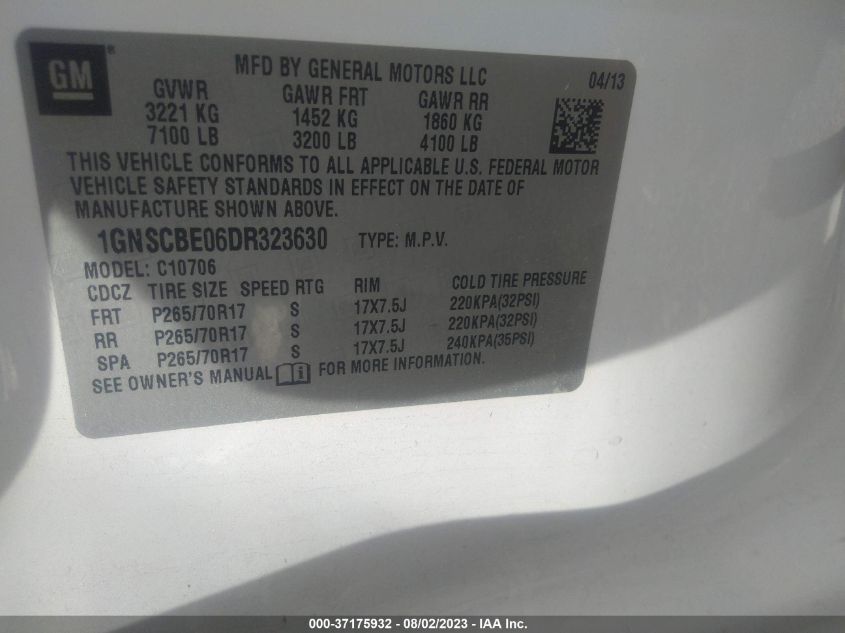 GM ®
MFD BY GENERAL MOTORS LLC 04/13
GVWR GAWR FRT GAWR RR
3221 KG 1452 KG 1860 KG
7100 LB 3200 LB 4100 LB
THIS VEHICLE CONFORMS TO ALL APPLICABLE U.S. FEDERAL MOTOR
VEHICLE SAFETY STANDARDS IN EFFECT ON THE DATE OF
MANUFACTURE SHOWN ABOVE.
1GNSCBE06DR323630 TYPE: M.P.V.
MODEL: C10706
CDCZ TIRE SIZE SPEED RTG RIM COLD TIRE PRESSURE
FRT P265/70R17 S 17X7.5J 220KPA(32PSI)
RR P265/70R17 S 17X7.5J 220KPA(32PSI)
SPA P265/70R17 S 17X7.5J 240KPA(35PSI)
SEE OWNER'S MANUAL FOR MORE INFORMATION.
000-37175932 - 08/02/2023 - IAA Inc.